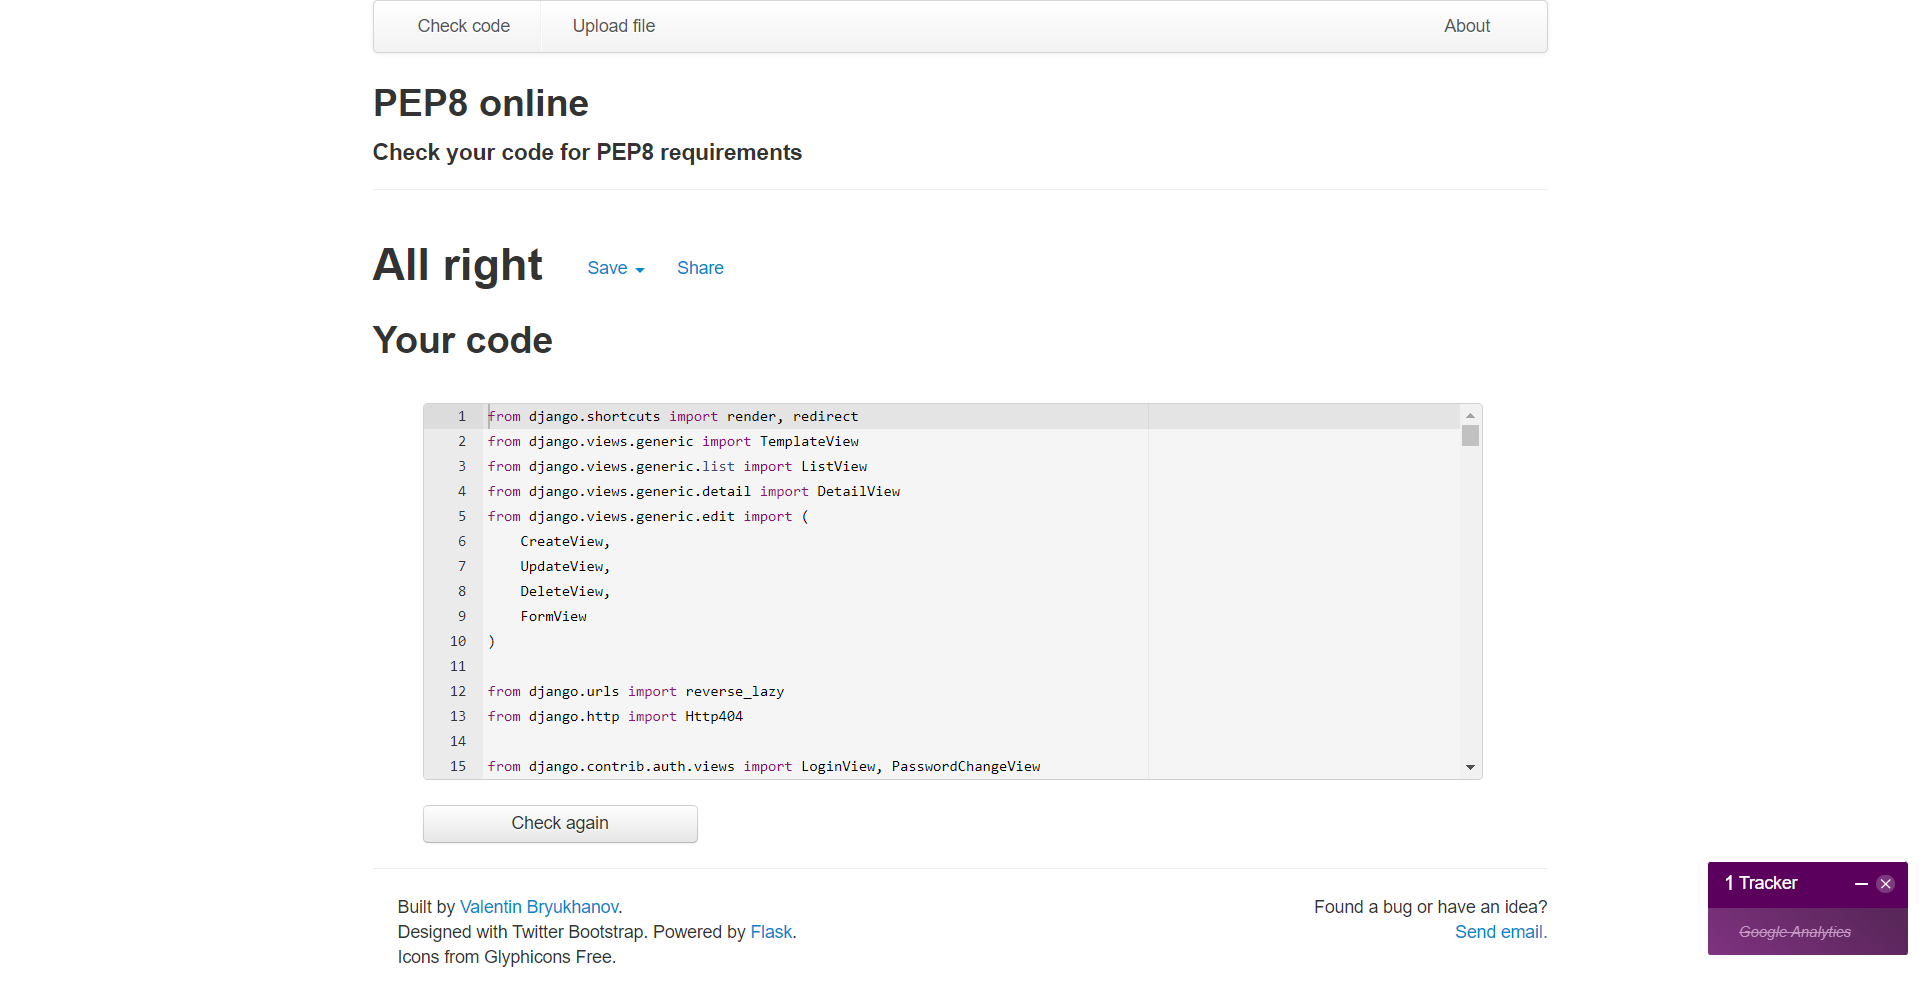 Check code
Upload file
About
PEP8 online
Check your code for PEP8 requirements
All right
Save
Share
Your code
1 from django.shortcuts import render, redirect
2 from django.views.generic import TemplateView
3 from django.views.generic.list import ListView
4 from django.views.generic.detail import DetailView
5 from django.views.generic.edit import (
6 CreateView,
7 UpdateView,
8 DeleteView,
9 FormView
10 )
11
12 from django.urls import reverse_lazy
13 from django.http import Http404
14
15 from django.contrib.auth.views import LoginView, PasswordChangeView
Check again
Built by Valentin Bryukhanov.
Designed with Twitter Bootstrap. Powered by Flask.
Icons from Glyphicons Free.
Found a bug or have an idea?
Send email.
1 Tracker
Google Analytics